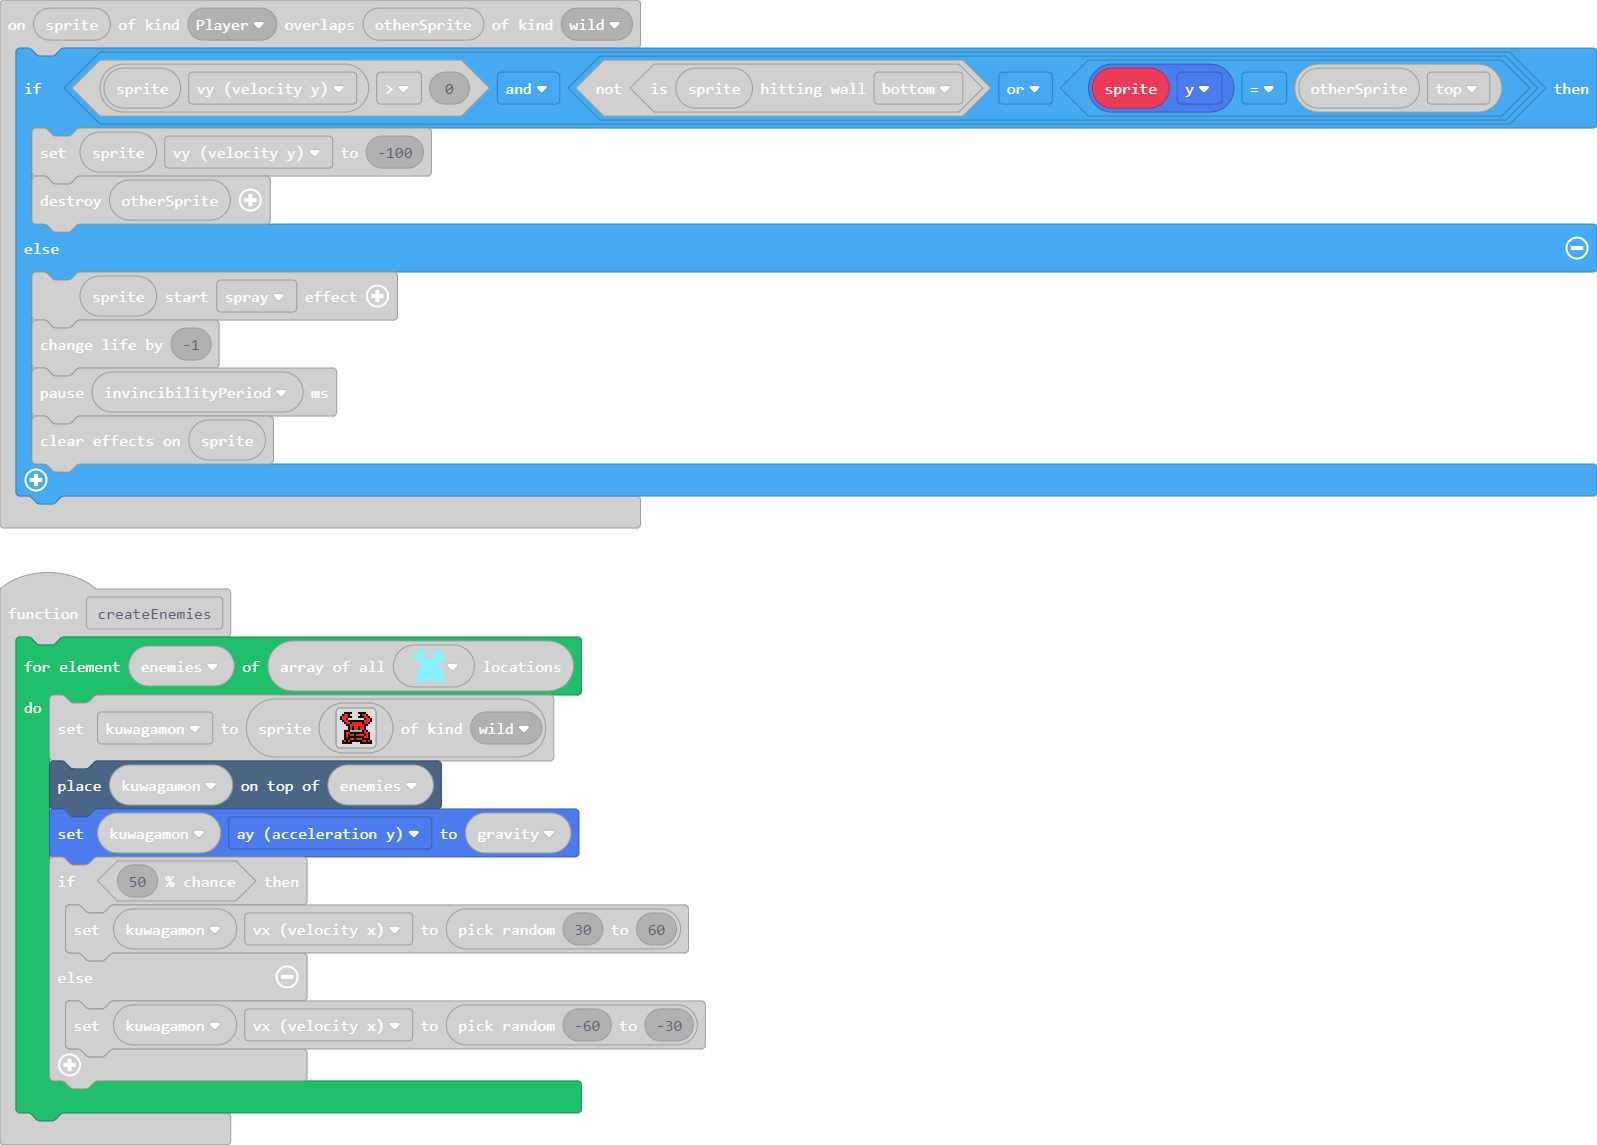 on sprite of kind Player overlaps otherSprite of kind wild
if sprite vy (velocity y) > 0 and not is sprite hitting wall bottom or sprite y = otherSprite top then
set sprite vy (velocity y) to -100
destroy otherSprite
else
sprite start spray effect
change life by -1
pause invincibilityPeriod ms
clear effects on sprite
function createEnemies
for element enemies of array of all locations
do
set kuwagamon to sprite of kind wild
place kuwagamon on top of enemies
set kuwagamon ay (acceleration y) to gravity
if 50 % chance then
set kuwagamon vx (velocity x) to pick random 30 to 60
else
set kuwagamon vx (velocity x) to pick random -60 to -30